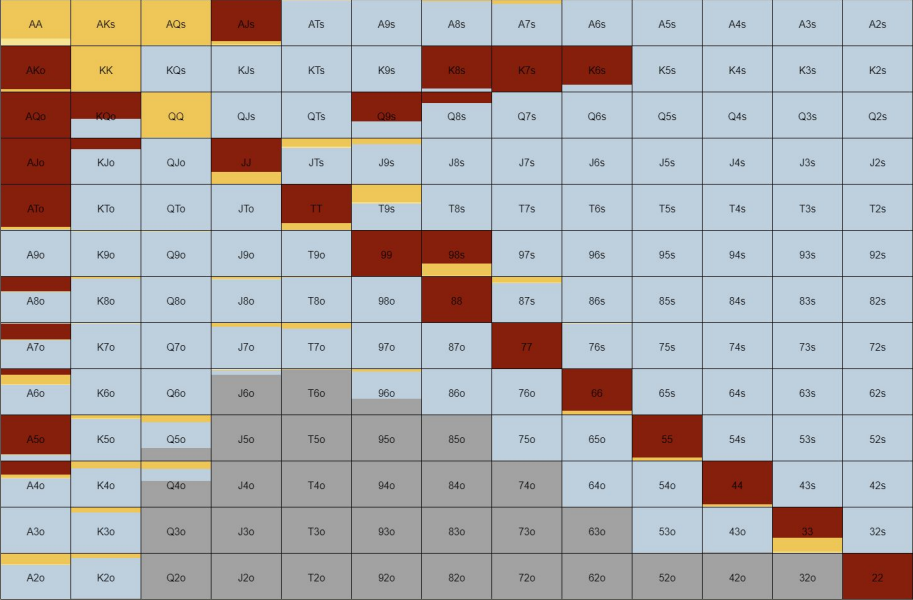 AA AKs AQs AJs ATs A9s A8s A7s A6s A5s A4s A3s A2s
AKo KK KQs KJs KTs K9s K8s K7s K6s K5s K4s K3s K2s
AQo KQo QQ QJs QTs Q9s Q8s Q7s Q6s Q5s Q4s Q3s Q2s
AJo KJo QJo JJ JTs J9s J8s J7s J6s J5s J4s J3s J2s
ATo KTo QTo JTo TT T9s T8s T7s T6s T5s T4s T3s T2s
A9o K9o Q9o J9o T9o 99 98s 97s 96s 95s 94s 93s 92s
A8o K8o Q8o J8o T8o 98o 88 87s 86s 85s 84s 83s 82s
A7o K7o Q7o J7o T7o 97o 87o 77 76s 75s 74s 73s 72s
A6o K6o Q6o J6o T6o 96o 86o 76o 66 65s 64s 63s 62s
A5o K5o Q5o J5o T5o 95o 85o 75o 65o 55 54s 53s 52s
A4o K4o Q4o J4o T4o 94o 84o 74o 64o 54o 44 43s 42s
A3o K3o Q3o J3o T3o 93o 83o 73o 63o 53o 43o 33 32s
A2o K2o Q2o J2o T2o 92o 82o 72o 62o 52o 42o 32o 22